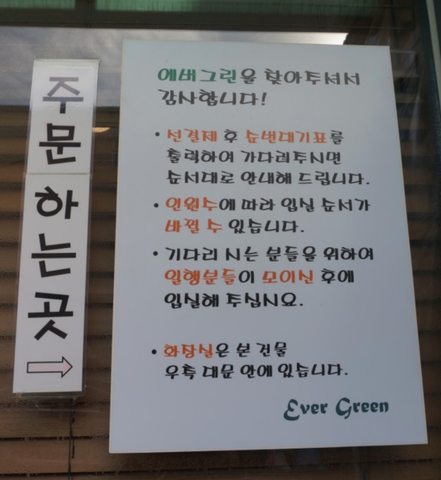 주문하는곳
에버그린을 찾아주셔서
감사합니다!
• 선결제 후 순번대기표를
출력하여 기다려주시면
순서대로 안내해 드립니다.
• 인원수에 따라 입실 순서가
바뀔 수 있습니다.
• 기다리시는 분들을 위하여
일행분들이 모이신 후에
입실해 주십시요.
• 화장실은 본 건물
우측 대문 안에 있습니다.
Ever Green